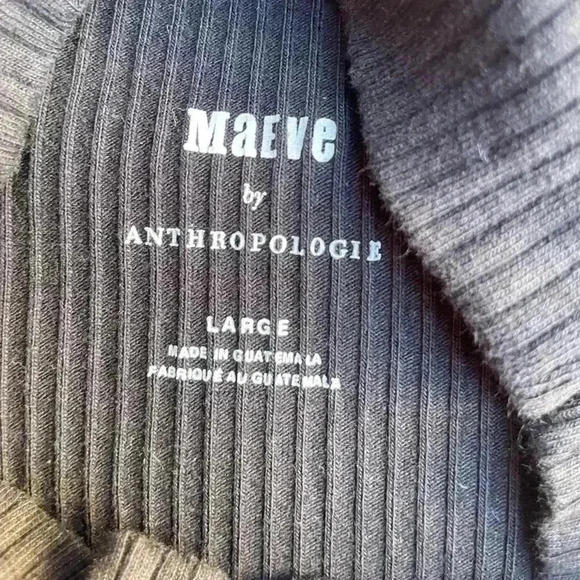 MaEVe
by
ANTHROPOLOGIE
LARGE
MADE IN GUATEMALA
FABRIQUÉ AU GUATEMALA